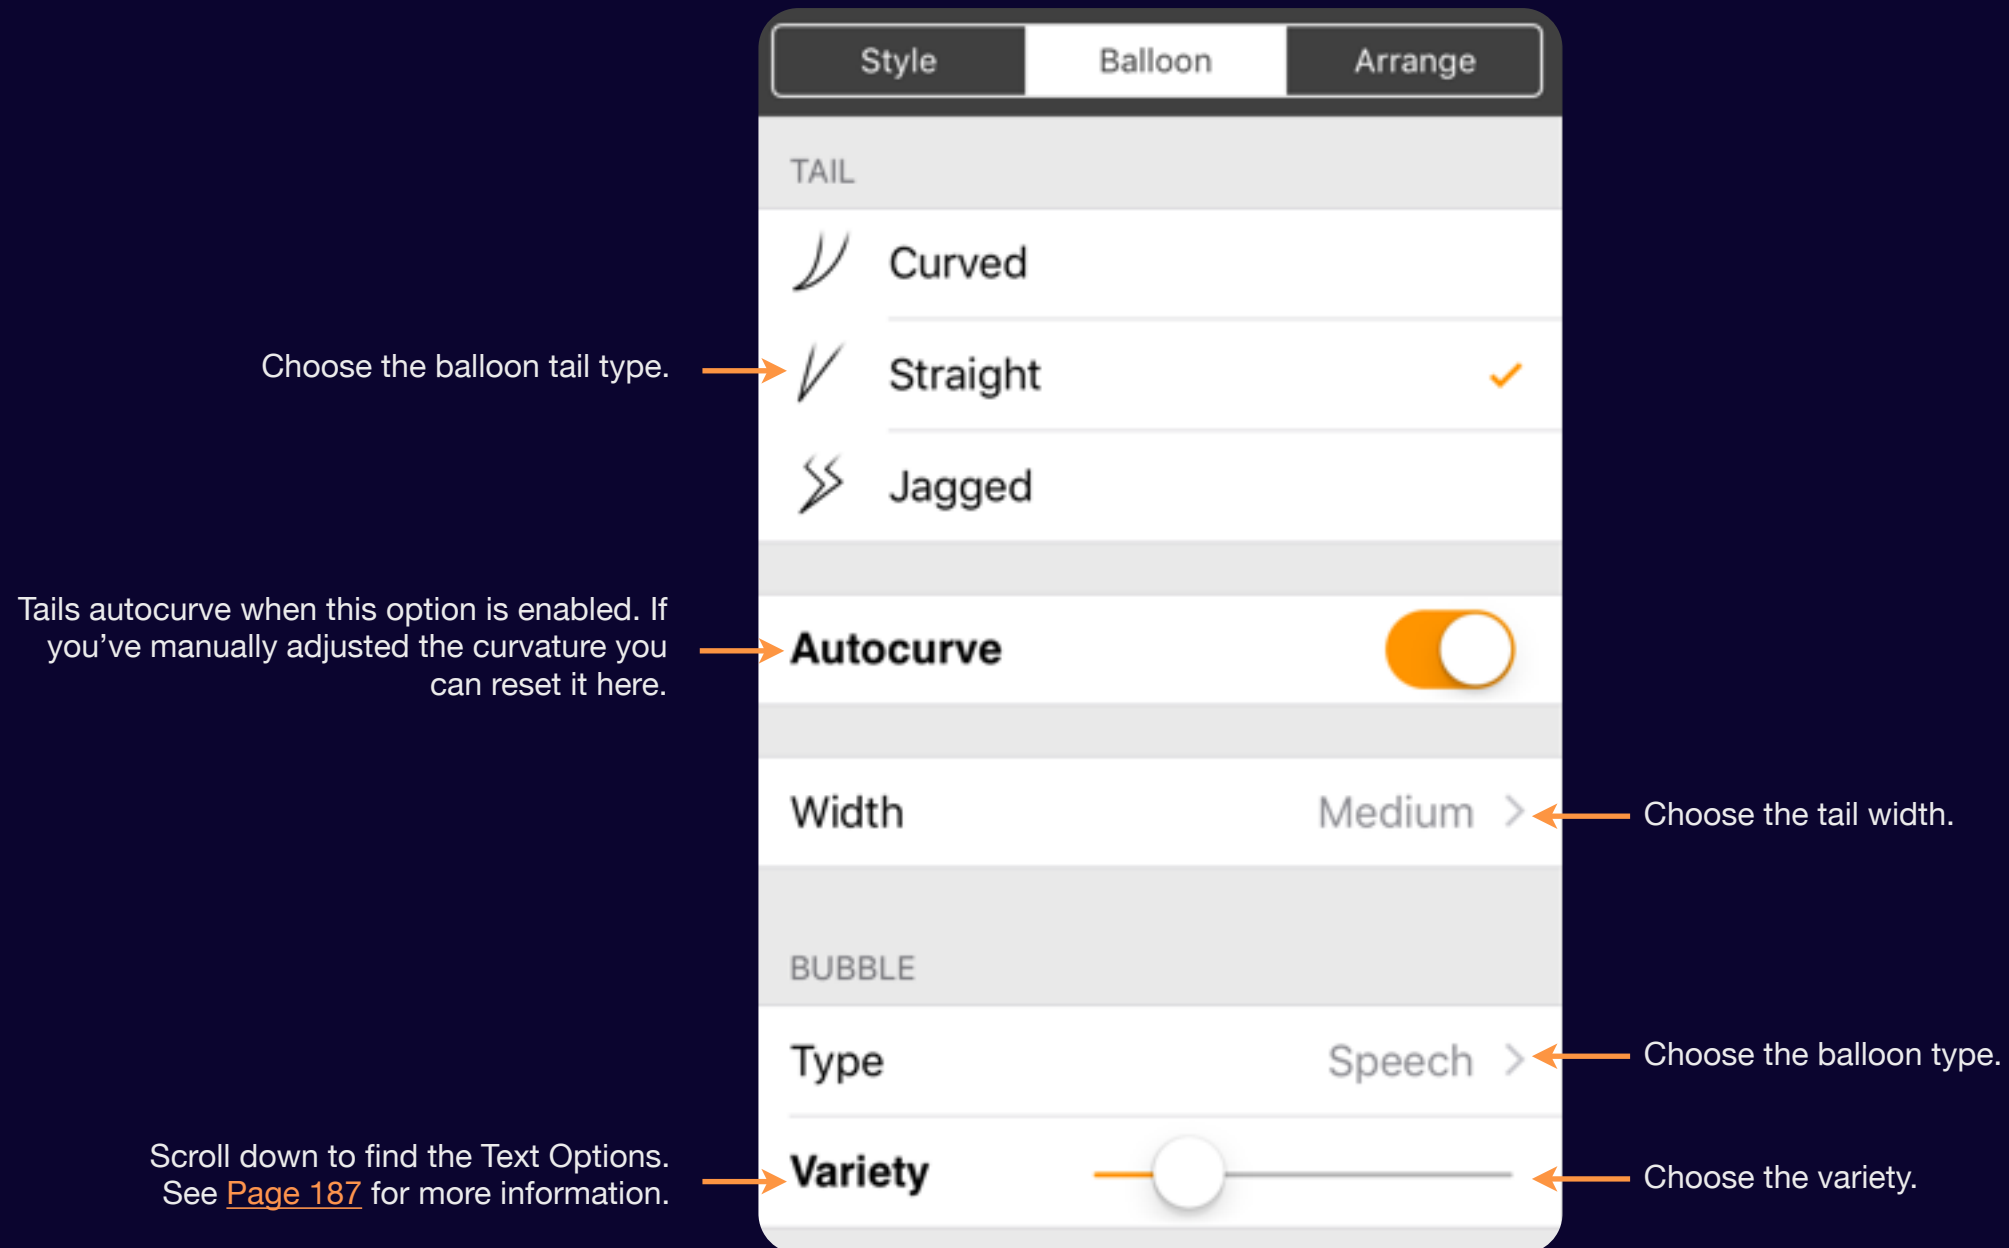 Style Balloon Arrange
TAIL
Curved
Choose the balloon tail type.
Straight
Jagged
Tails autocurve when this option is enabled. If
you’ve manually adjusted the curvature you
can reset it here.
Autocurve
Width Medium
Choose the tail width.
BUBBLE
Type Speech
Choose the balloon type.
Scroll down to find the Text Options.
See Page 187 for more information.
Variety
Choose the variety.